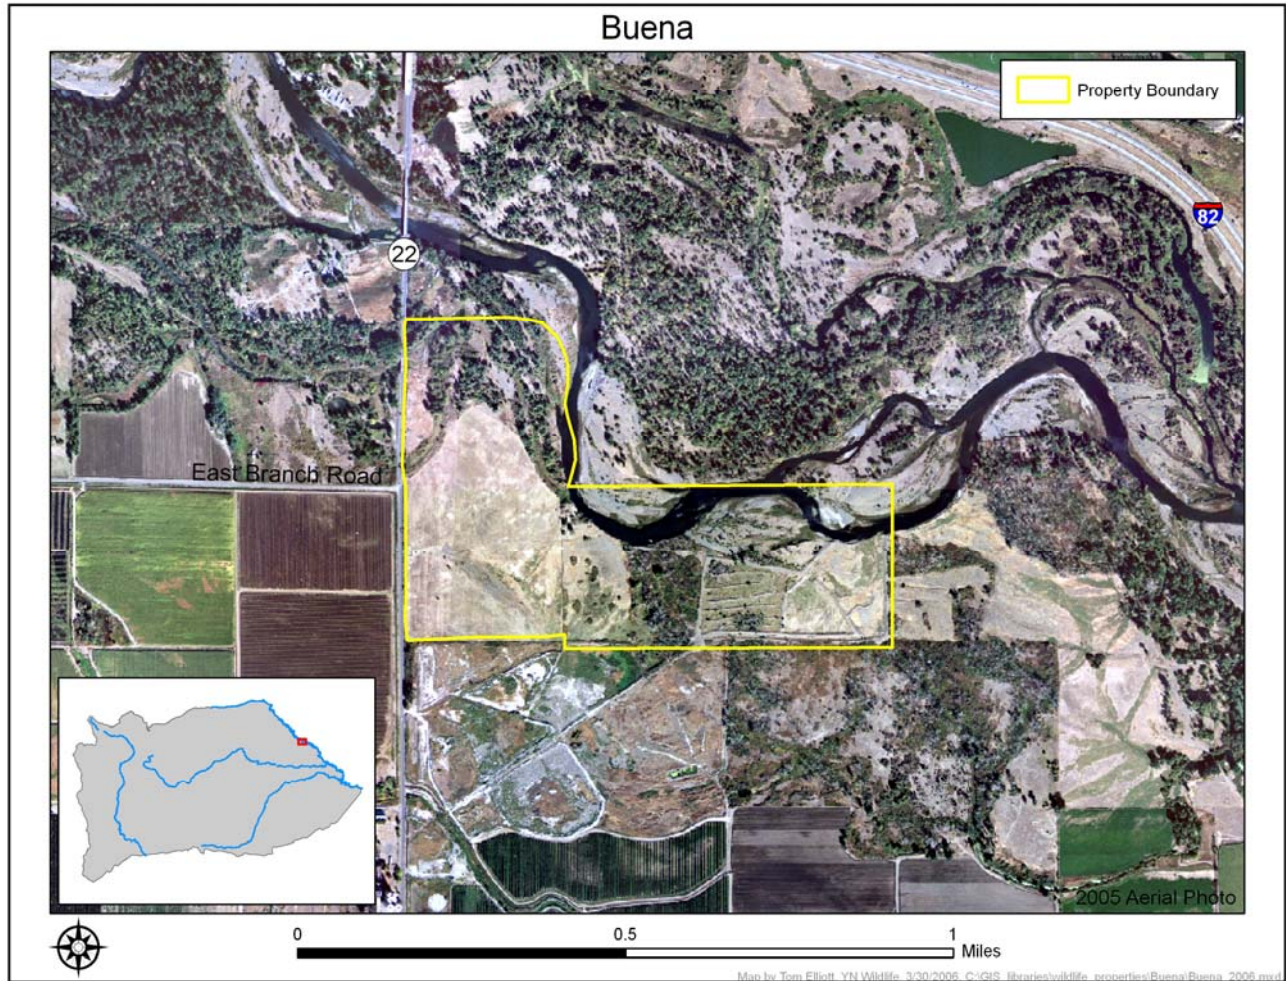 Buena
Property Boundary
82
22
East Branch Road
2005 Aerial Photo
0 0.5 1
Miles
Map by Tom Elliott, YN Wildlife, 3/30/2006, C:\GIS_libraries\wildlife_properties\Buena\Buena_2006.mxd